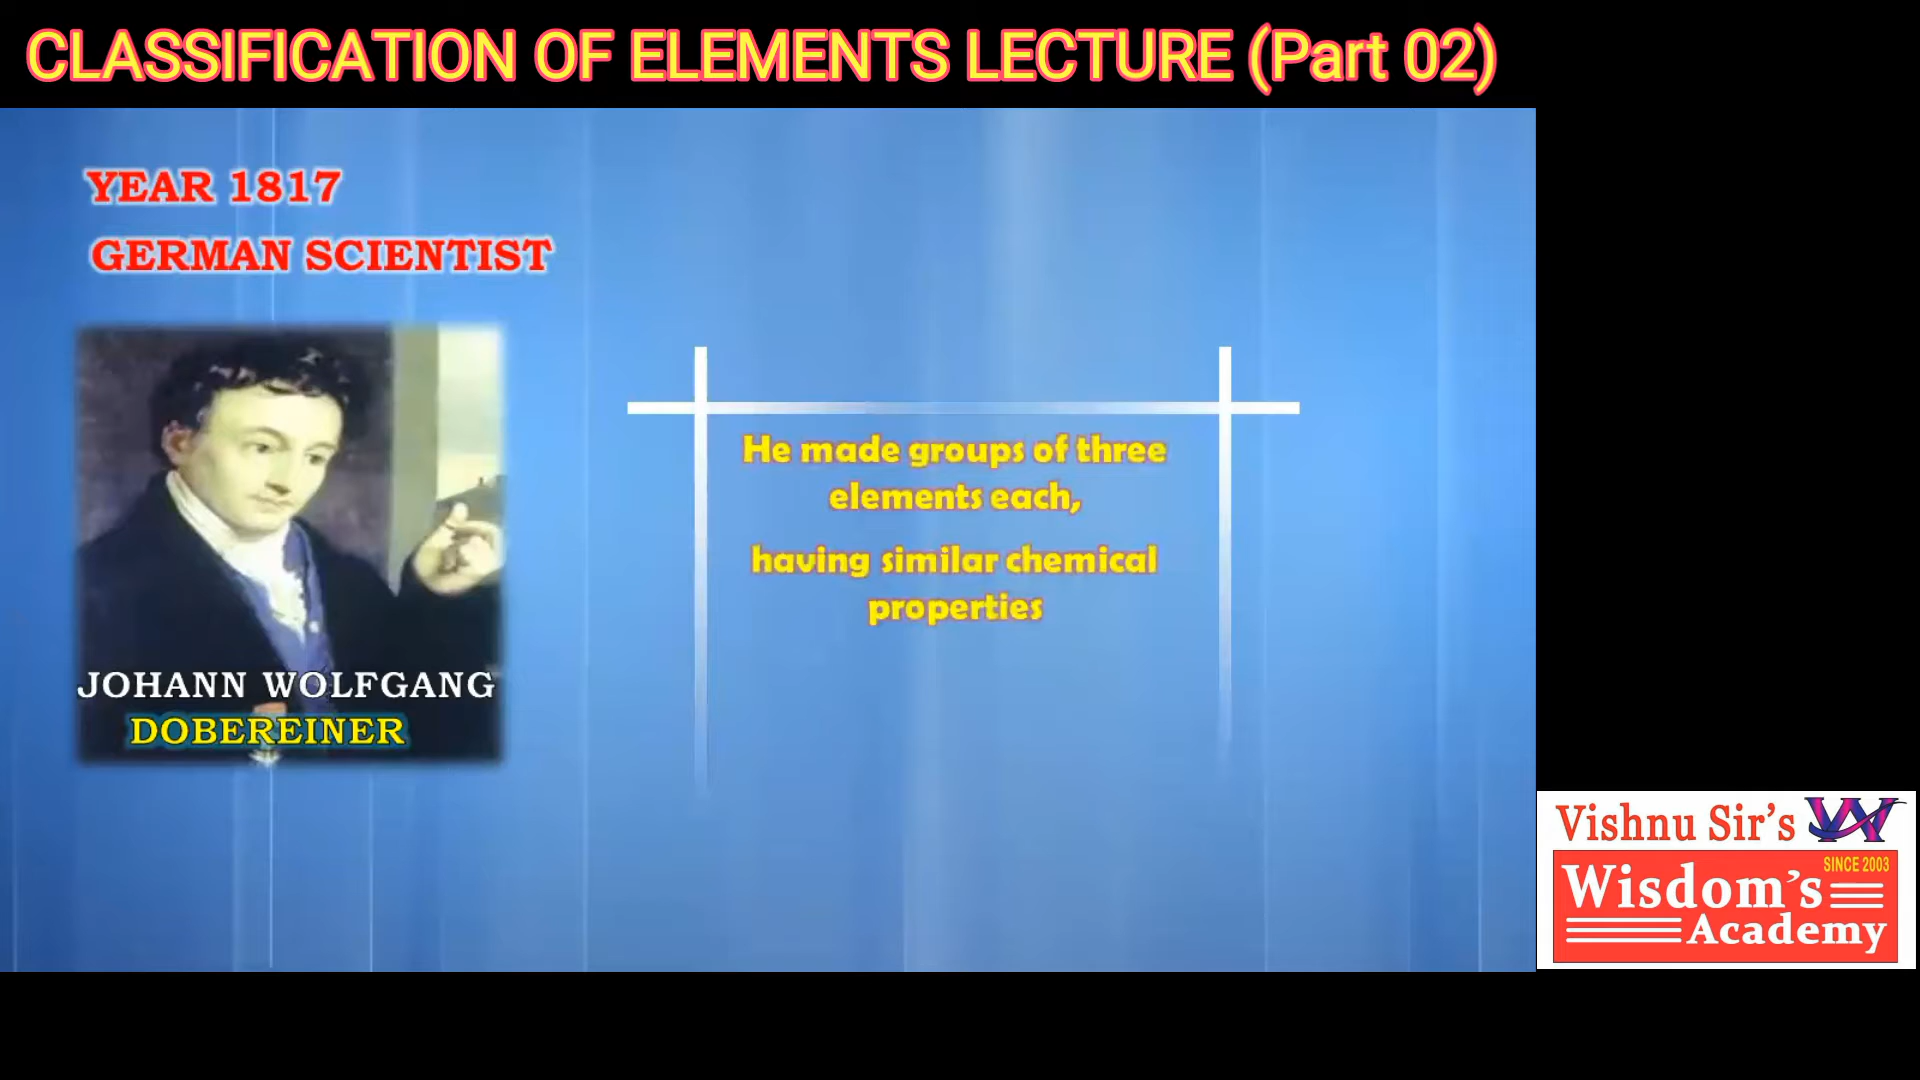 CLASSIFICATION OF ELEMENTS LECTURE (Part 02)
YEAR 1817
GERMAN SCIENTIST
He made groups of three
elements each,
having similar chemical
properties
JOHANN WOLFGANG
DOBEREINER
Vishnu Sir's W
SINCE 2003
Wisdom's
Academy